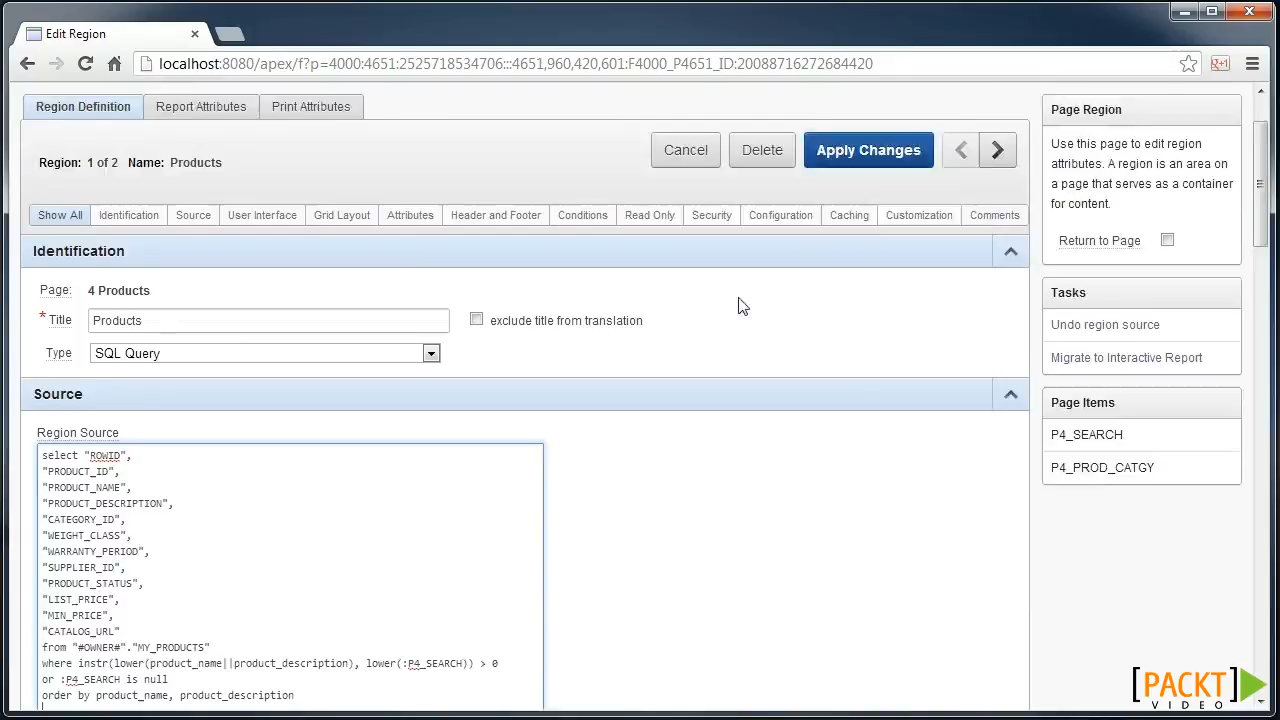 Edit Region
localhost:8080/apex/f?p=4000:4651:2525718534706:::4651,960,420,601:F4000_P4651_ID:20088716272684420
Region Definition Report Attributes Print Attributes
Region: 1 of 2 Name: Products
Cancel Delete Apply Changes
Show All Identification Source User Interface Grid Layout Attributes Header and Footer Conditions Read Only Security Configuration Caching Customization Comments
Identification
Page: 4 Products
* Title Products exclude title from translation
Type SQL Query
Source
Region Source
select "ROWID",
"PRODUCT_ID",
"PRODUCT_NAME",
"PRODUCT_DESCRIPTION",
"CATEGORY_ID",
"WEIGHT_CLASS",
"WARRANTY_PERIOD",
"SUPPLIER_ID",
"PRODUCT_STATUS",
"LIST_PRICE",
"MIN_PRICE",
"CATALOG_URL"
from "#OWNER#"."MY_PRODUCTS"
where instr(lower(product_name||product_description), lower(:P4_SEARCH)) > 0
or :P4_SEARCH is null
order by product_name, product_description
Page Region
Use this page to edit region
attributes. A region is an area on
a page that serves as a container
for content.
Return to Page
Tasks
Undo region source
Migrate to Interactive Report
Page Items
P4_SEARCH
P4_PROD_CATGY
[PACKT]
VIDEO